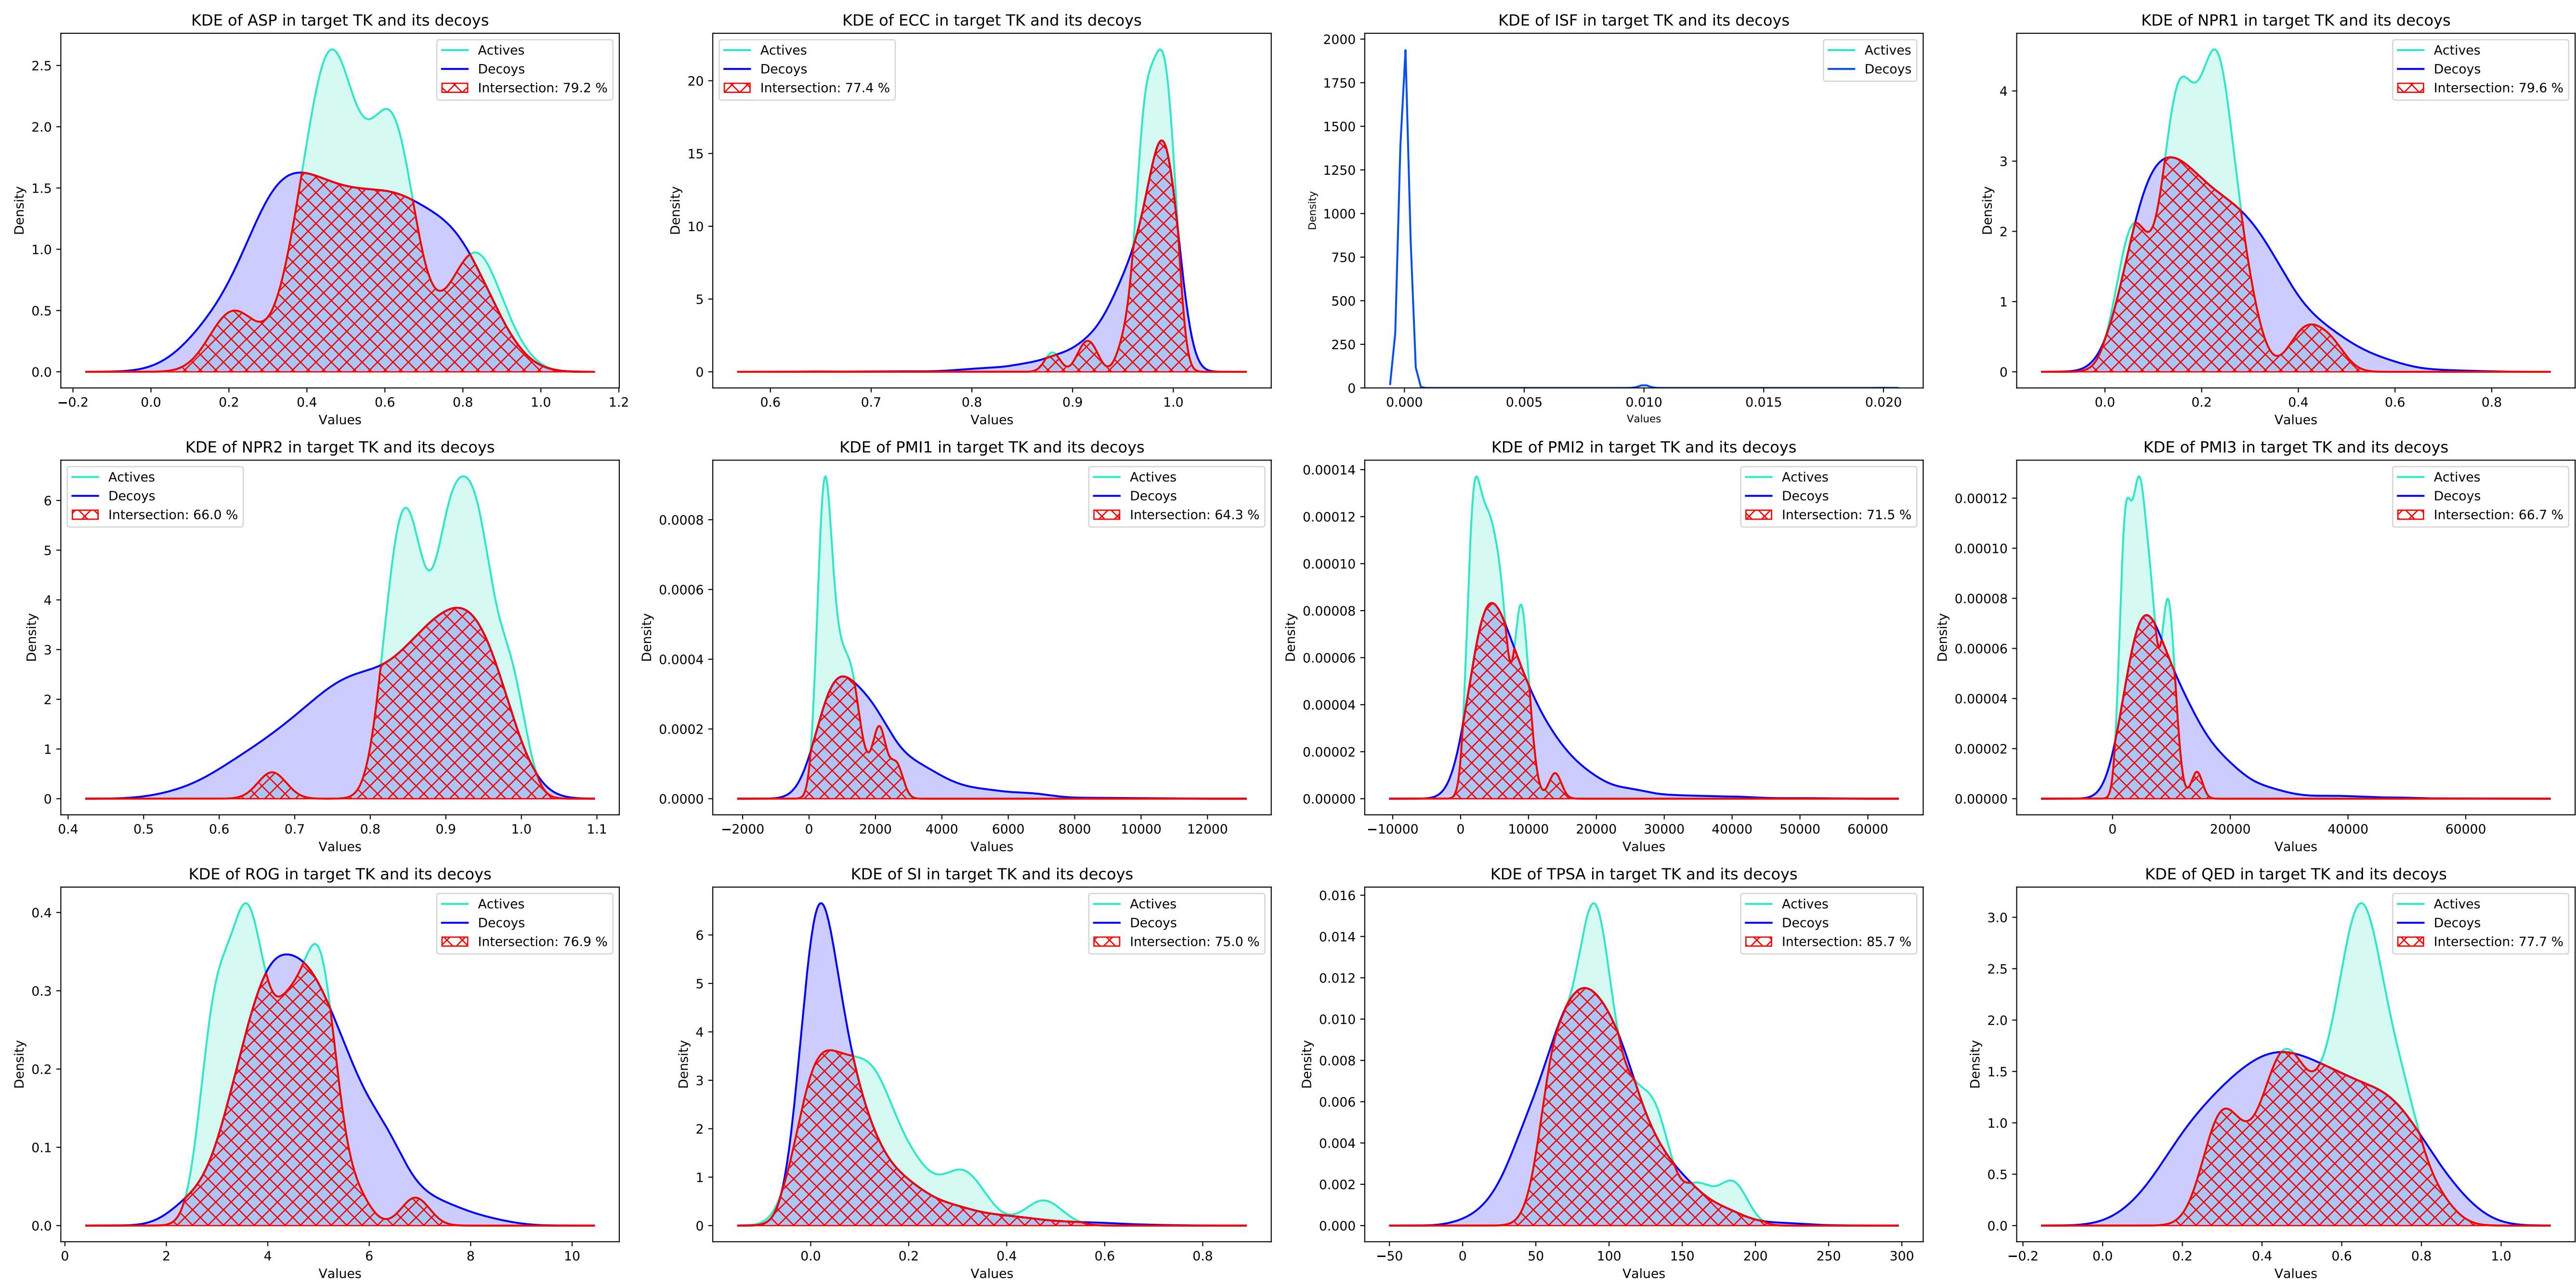 KDE of ASP in target TK and its decoys
Density
2.5
2.0
1.5
1.0
0.5
0.0
−0.2 0.0 0.2 0.4 0.6 0.8 1.0 1.2
Values
Actives
Decoys
Intersection: 79.2 %
KDE of ECC in target TK and its decoys
Density
20
15
10
5
0
0.6 0.7 0.8 0.9 1.0
Values
Actives
Decoys
Intersection: 77.4 %
KDE of ISF in target TK and its decoys
Density
2000
1750
1500
1250
1000
750
500
250
0
0.000 0.005 0.010 0.015 0.020
Values
Actives
Decoys
KDE of NPR1 in target TK and its decoys
Density
4
3
2
1
0
0.0 0.2 0.4 0.6 0.8
Values
Actives
Decoys
Intersection: 79.6 %
KDE of NPR2 in target TK and its decoys
Density
6
5
4
3
2
1
0
0.4 0.5 0.6 0.7 0.8 0.9 1.0 1.1
Values
Actives
Decoys
Intersection: 66.0 %
KDE of PMI1 in target TK and its decoys
Density
0.0008
0.0006
0.0004
0.0002
0.0000
−2000 0 2000 4000 6000 8000 10000 12000
Values
Actives
Decoys
Intersection: 64.3 %
KDE of PMI2 in target TK and its decoys
Density
0.00014
0.00012
0.00010
0.00008
0.00006
0.00004
0.00002
0.00000
−10000 0 10000 20000 30000 40000 50000 60000
Values
Actives
Decoys
Intersection: 71.5 %
KDE of PMI3 in target TK and its decoys
Density
0.00012
0.00010
0.00008
0.00006
0.00004
0.00002
0.00000
0 20000 40000 60000
Values
Actives
Decoys
Intersection: 66.7 %
KDE of ROG in target TK and its decoys
Density
0.4
0.3
0.2
0.1
0.0
0 2 4 6 8 10
Values
Actives
Decoys
Intersection: 76.9 %
KDE of SI in target TK and its decoys
Density
6
5
4
3
2
1
0
0.0 0.2 0.4 0.6 0.8
Values
Actives
Decoys
Intersection: 75.0 %
KDE of TPSA in target TK and its decoys
Density
0.016
0.014
0.012
0.010
0.008
0.006
0.004
0.002
0.000
−50 0 50 100 150 200 250 300
Values
Actives
Decoys
Intersection: 85.7 %
KDE of QED in target TK and its decoys
Density
3.0
2.5
2.0
1.5
1.0
0.5
0.0
−0.2 0.0 0.2 0.4 0.6 0.8 1.0
Values
Actives
Decoys
Intersection: 77.7 %